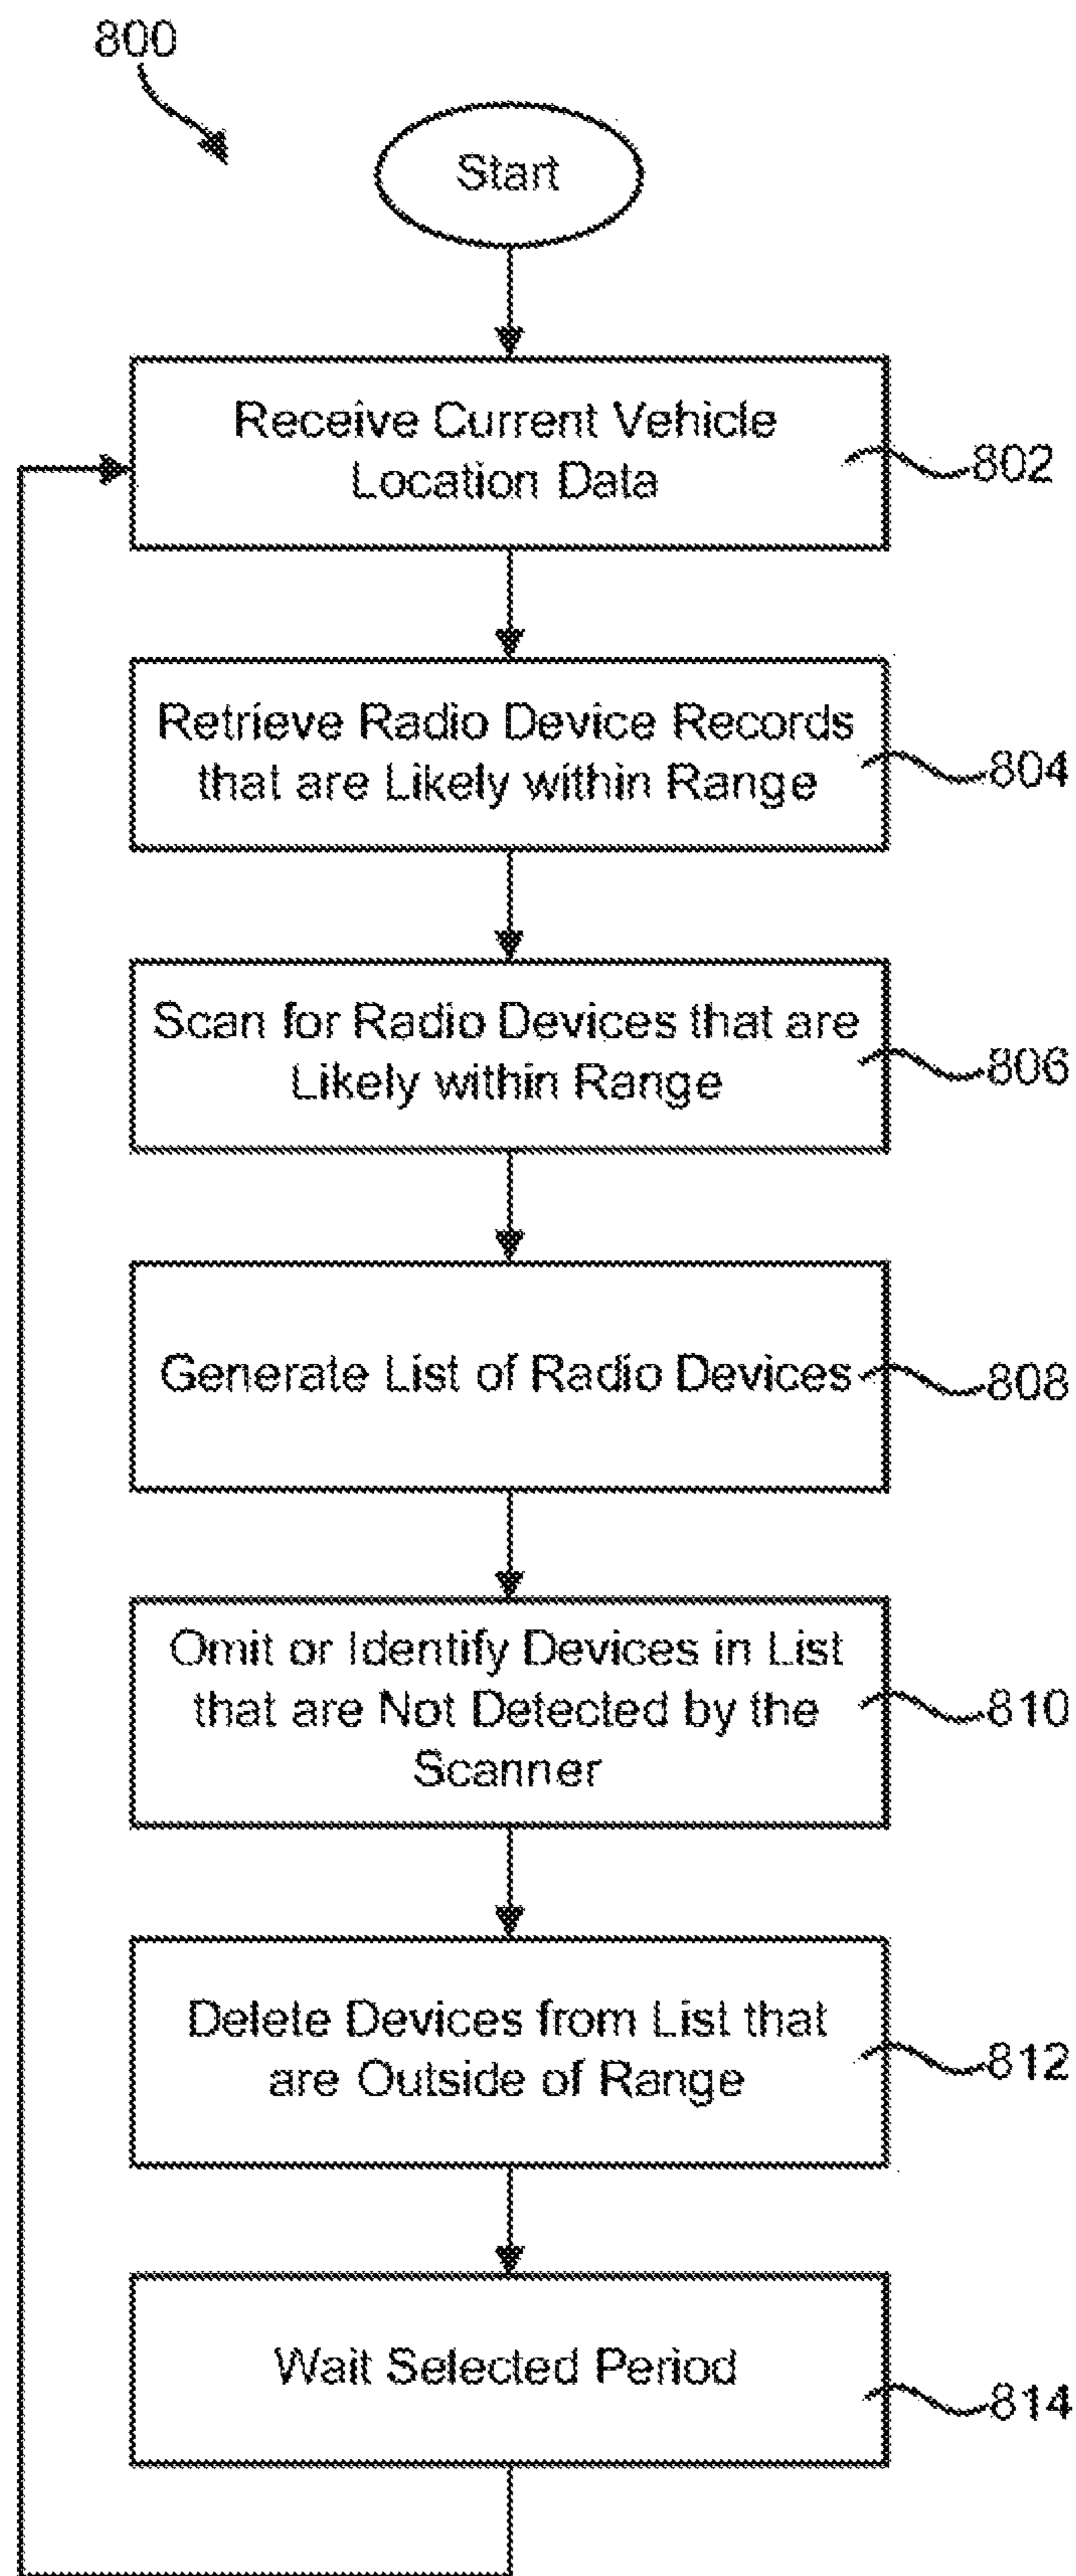 800
Start
Receive Current Vehicle
Location Data
802
Retrieve Radio Device Records
that are Likely within Range
804
Scan for Radio Devices that are
Likely within Range
806
Generate List of Radio Devices
808
Omit or Identify Devices in List
that are Not Detected by the
Scanner
810
Delete Devices from List that
are Outside of Range
812
Wait Selected Period
814